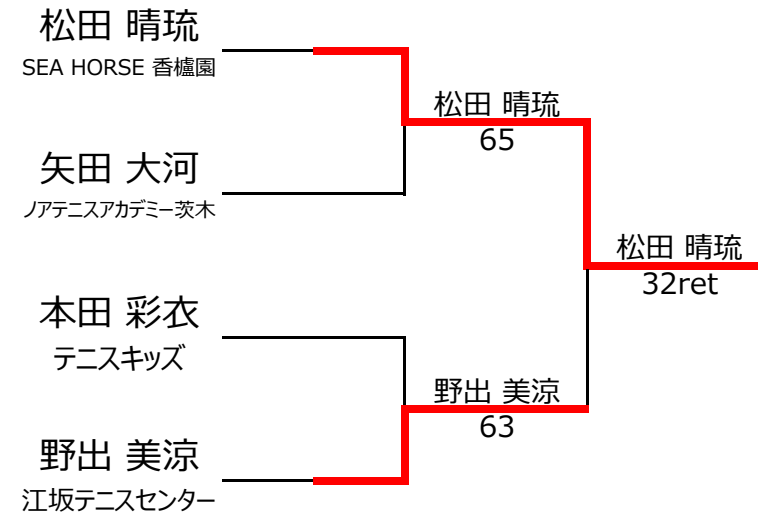 松田 晴琉
SEA HORSE 香櫨園
松田 晴琉
65
矢田 大河
ノアテニスアカデミー茨木
松田 晴琉
32ret
本田 彩衣
テニスキッズ
野出 美涼
63
野出 美涼
江坂テニスセンター